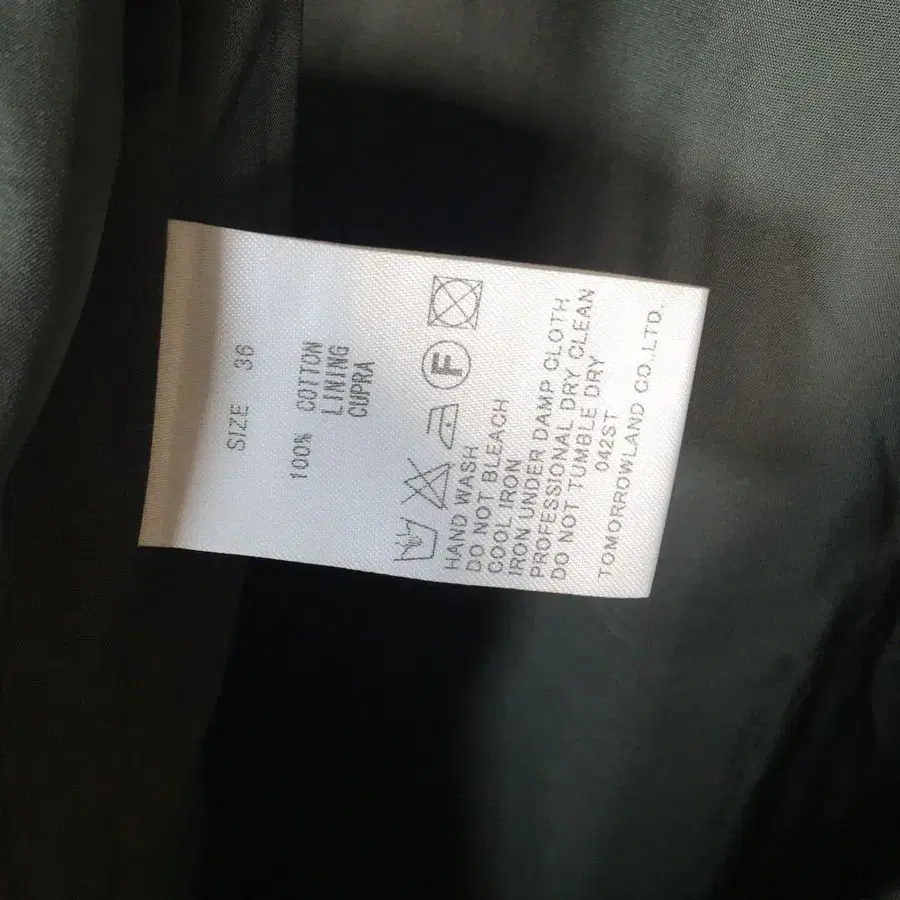 SIZE 36
100% COTTON
LINING
CUPRA
F
HAND WASH
DO NOT BLEACH
COOL IRON
IRON UNDER DAMP CLOTH
PROFESSIONAL DRY CLEAN
DO NOT TUMBLE DRY
042ST
TOMORROWLAND CO.,LTD.